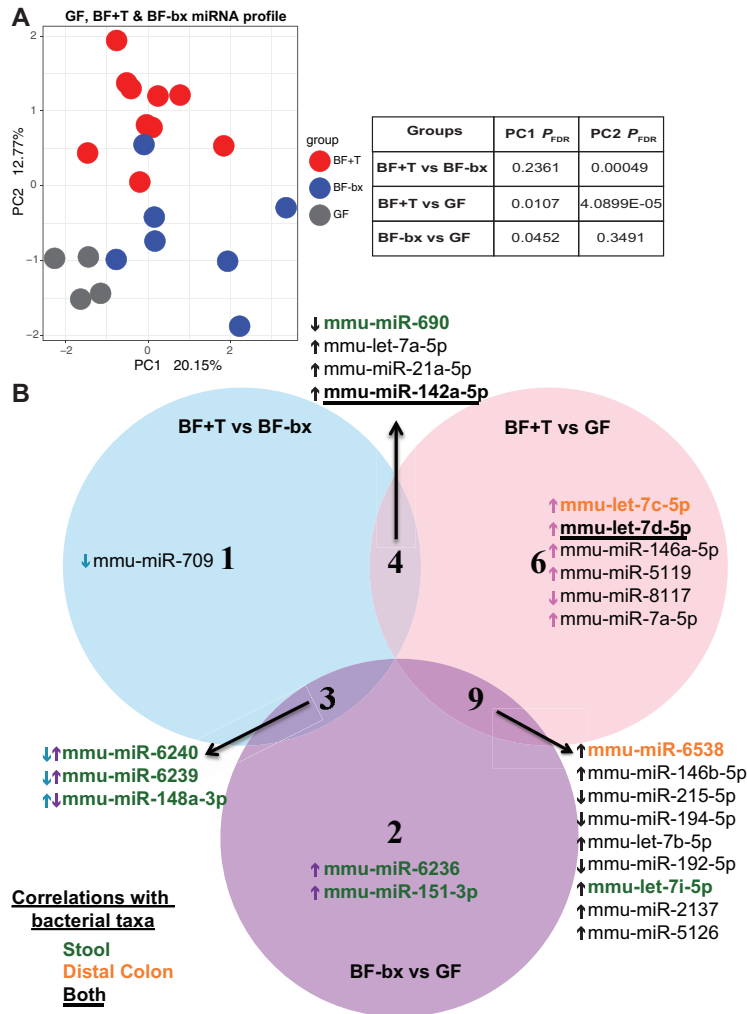 A
GF, BF+T & BF-bx miRNA profile
2
1
0
−1
−2
PC2 12.77%
−2
0
2
PC1 20.15%
group
BF+T
BF-bx
GF
Groups PC1 PFDR PC2 PFDR
BF+T vs BF-bx 0.2361 0.00049
BF+T vs GF 0.0107 4.0899E-05
BF-bx vs GF 0.0452 0.3491
B
↓mmu-miR-690
↑mmu-let-7a-5p
↑mmu-miR-21a-5p
↑mmu-miR-142a-5p
BF+T vs BF-bx
BF+T vs GF
↓mmu-miR-709 1
4
6
↑mmu-let-7c-5p
↑mmu-let-7d-5p
↑mmu-miR-146a-5p
↑mmu-miR-5119
↓mmu-miR-8117
↑mmu-miR-7a-5p
3
9
↓↑mmu-miR-6240
↓↑mmu-miR-6239
↑↓mmu-miR-148a-3p
↑mmu-miR-6538
↑mmu-miR-146b-5p
↓mmu-miR-215-5p
↓mmu-miR-194-5p
↑mmu-let-7b-5p
↓mmu-miR-192-5p
↑mmu-let-7i-5p
↑mmu-miR-2137
↑mmu-miR-5126
2
↑mmu-miR-6236
↑mmu-miR-151-3p
BF-bx vs GF
Correlations with
bacterial taxa
Stool
Distal Colon
Both